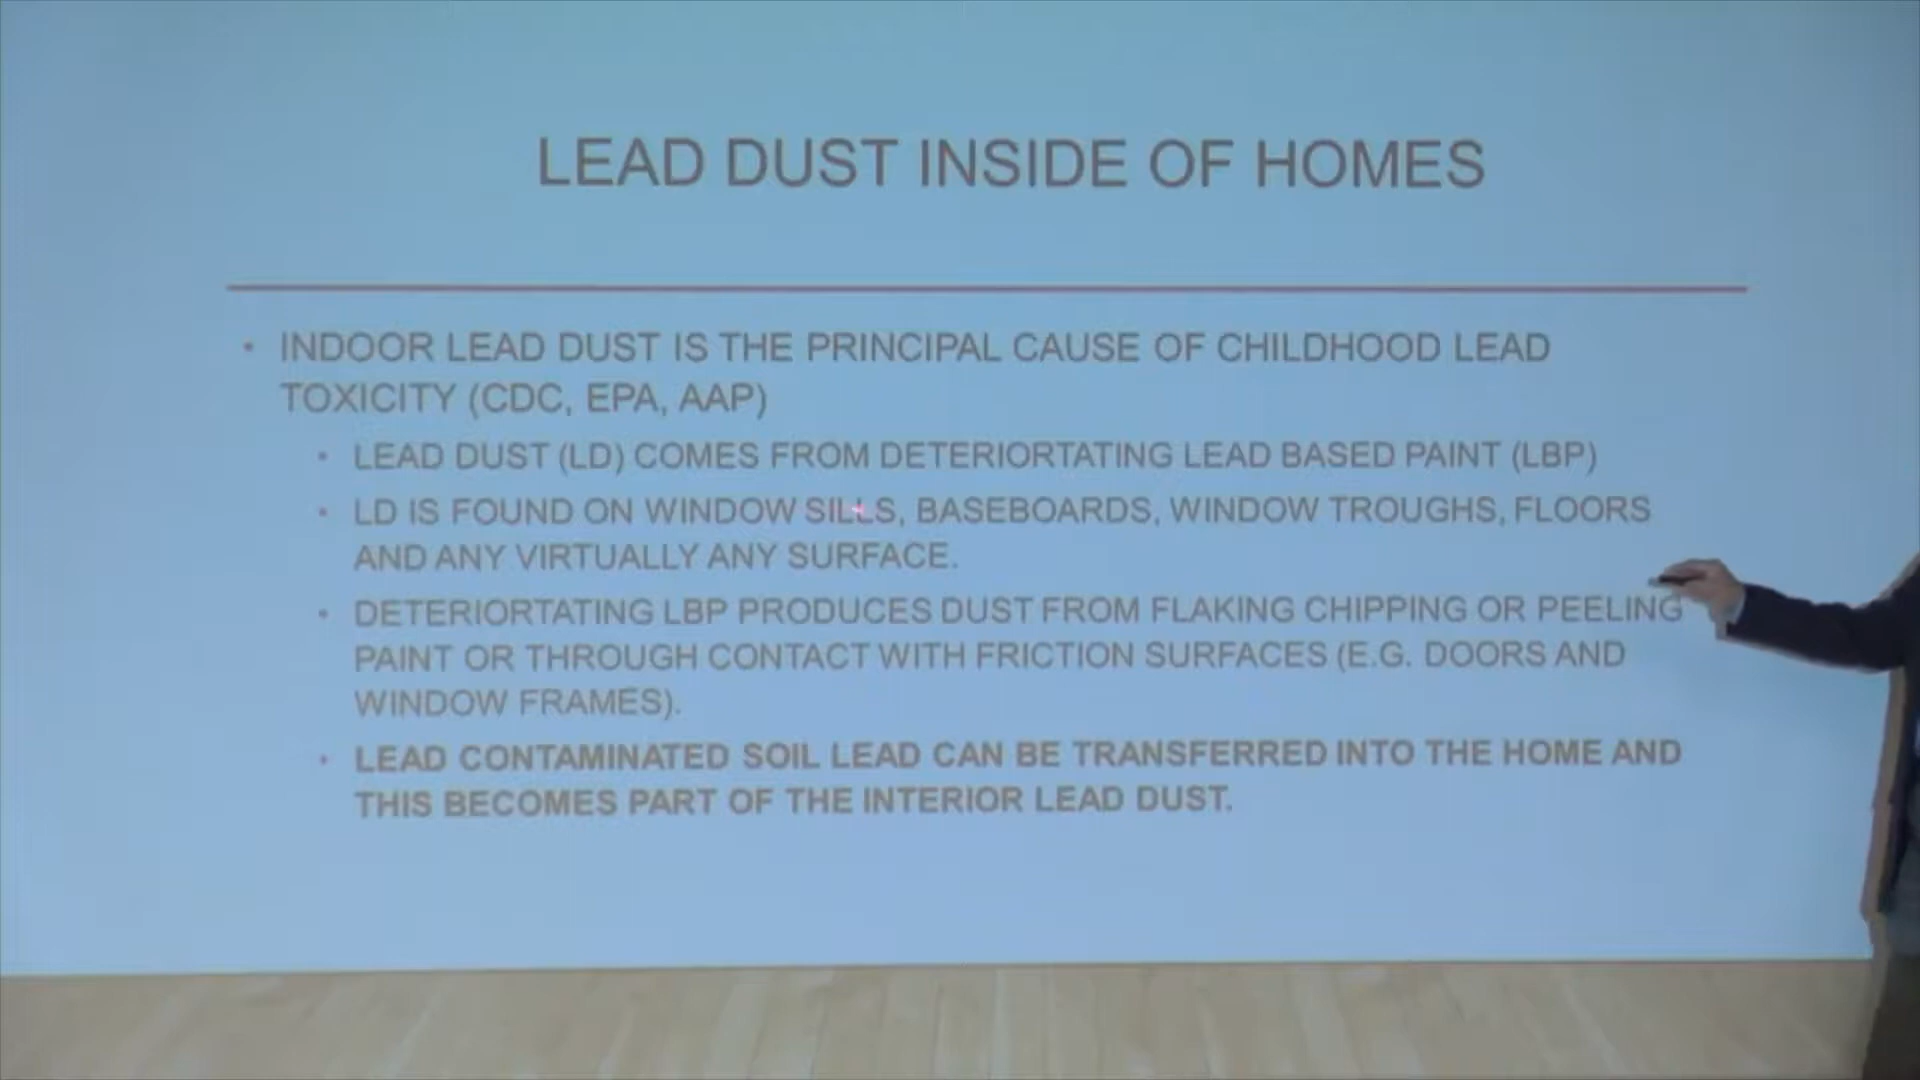 LEAD DUST INSIDE OF HOMES
• INDOOR LEAD DUST IS THE PRINCIPAL CAUSE OF CHILDHOOD LEAD
TOXICITY (CDC, EPA, AAP)
• LEAD DUST (LD) COMES FROM DETERIORTATING LEAD BASED PAINT (LBP)
• LD IS FOUND ON WINDOW SILLS, BASEBOARDS, WINDOW TROUGHS, FLOORS
AND ANY VIRTUALLY ANY SURFACE.
• DETERIORTATING LBP PRODUCES DUST FROM FLAKING CHIPPING OR PEELING
PAINT OR THROUGH CONTACT WITH FRICTION SURFACES (E.G. DOORS AND
WINDOW FRAMES).
• LEAD CONTAMINATED SOIL LEAD CAN BE TRANSFERRED INTO THE HOME AND
THIS BECOMES PART OF THE INTERIOR LEAD DUST.